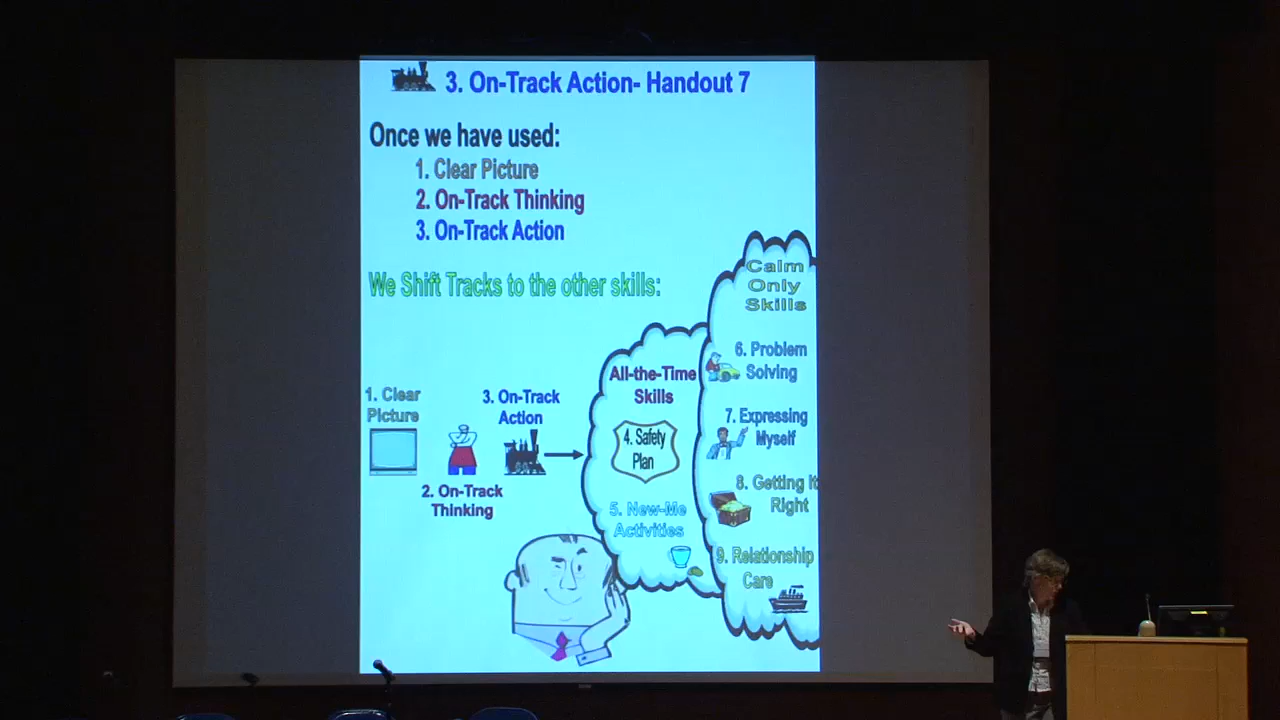 3. On-Track Action- Handout 7
Once we have used:
1. Clear Picture
2. On-Track Thinking
3. On-Track Action
We Shift Tracks to the other skills:
1. Clear
Picture
2. On-Track
Thinking
3. On-Track
Action
All-the-Time
Skills
4. Safety
Plan
5. New-Me
Activities
Calm
Only
Skills
6. Problem
Solving
7. Expressing
Myself
8. Getting It
Right
9. Relationship
Care